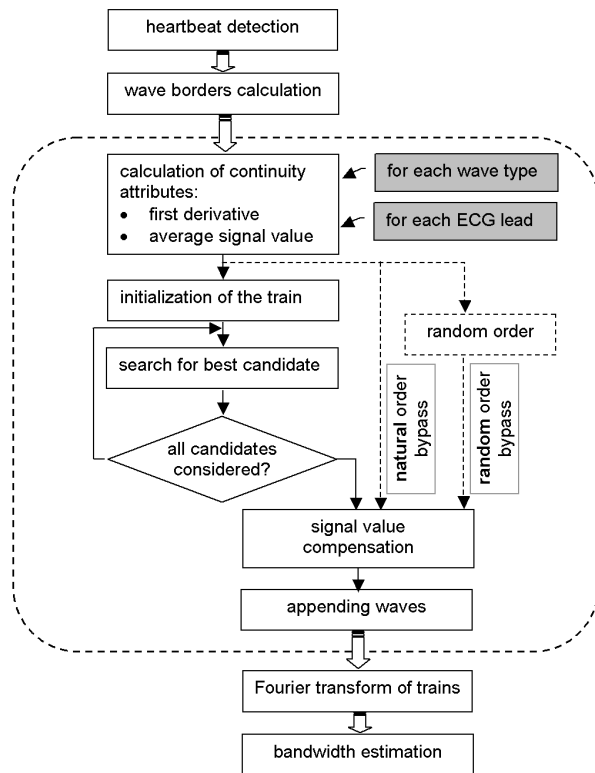 heartbeat detection
wave borders calculation
calculation of continuity
attributes:
• first derivative
• average signal value
for each wave type
for each ECG lead
initialization of the train
random order
search for best candidate
natural order
bypass
random order
bypass
all candidates
considered?
signal value
compensation
appending waves
Fourier transform of trains
bandwidth estimation